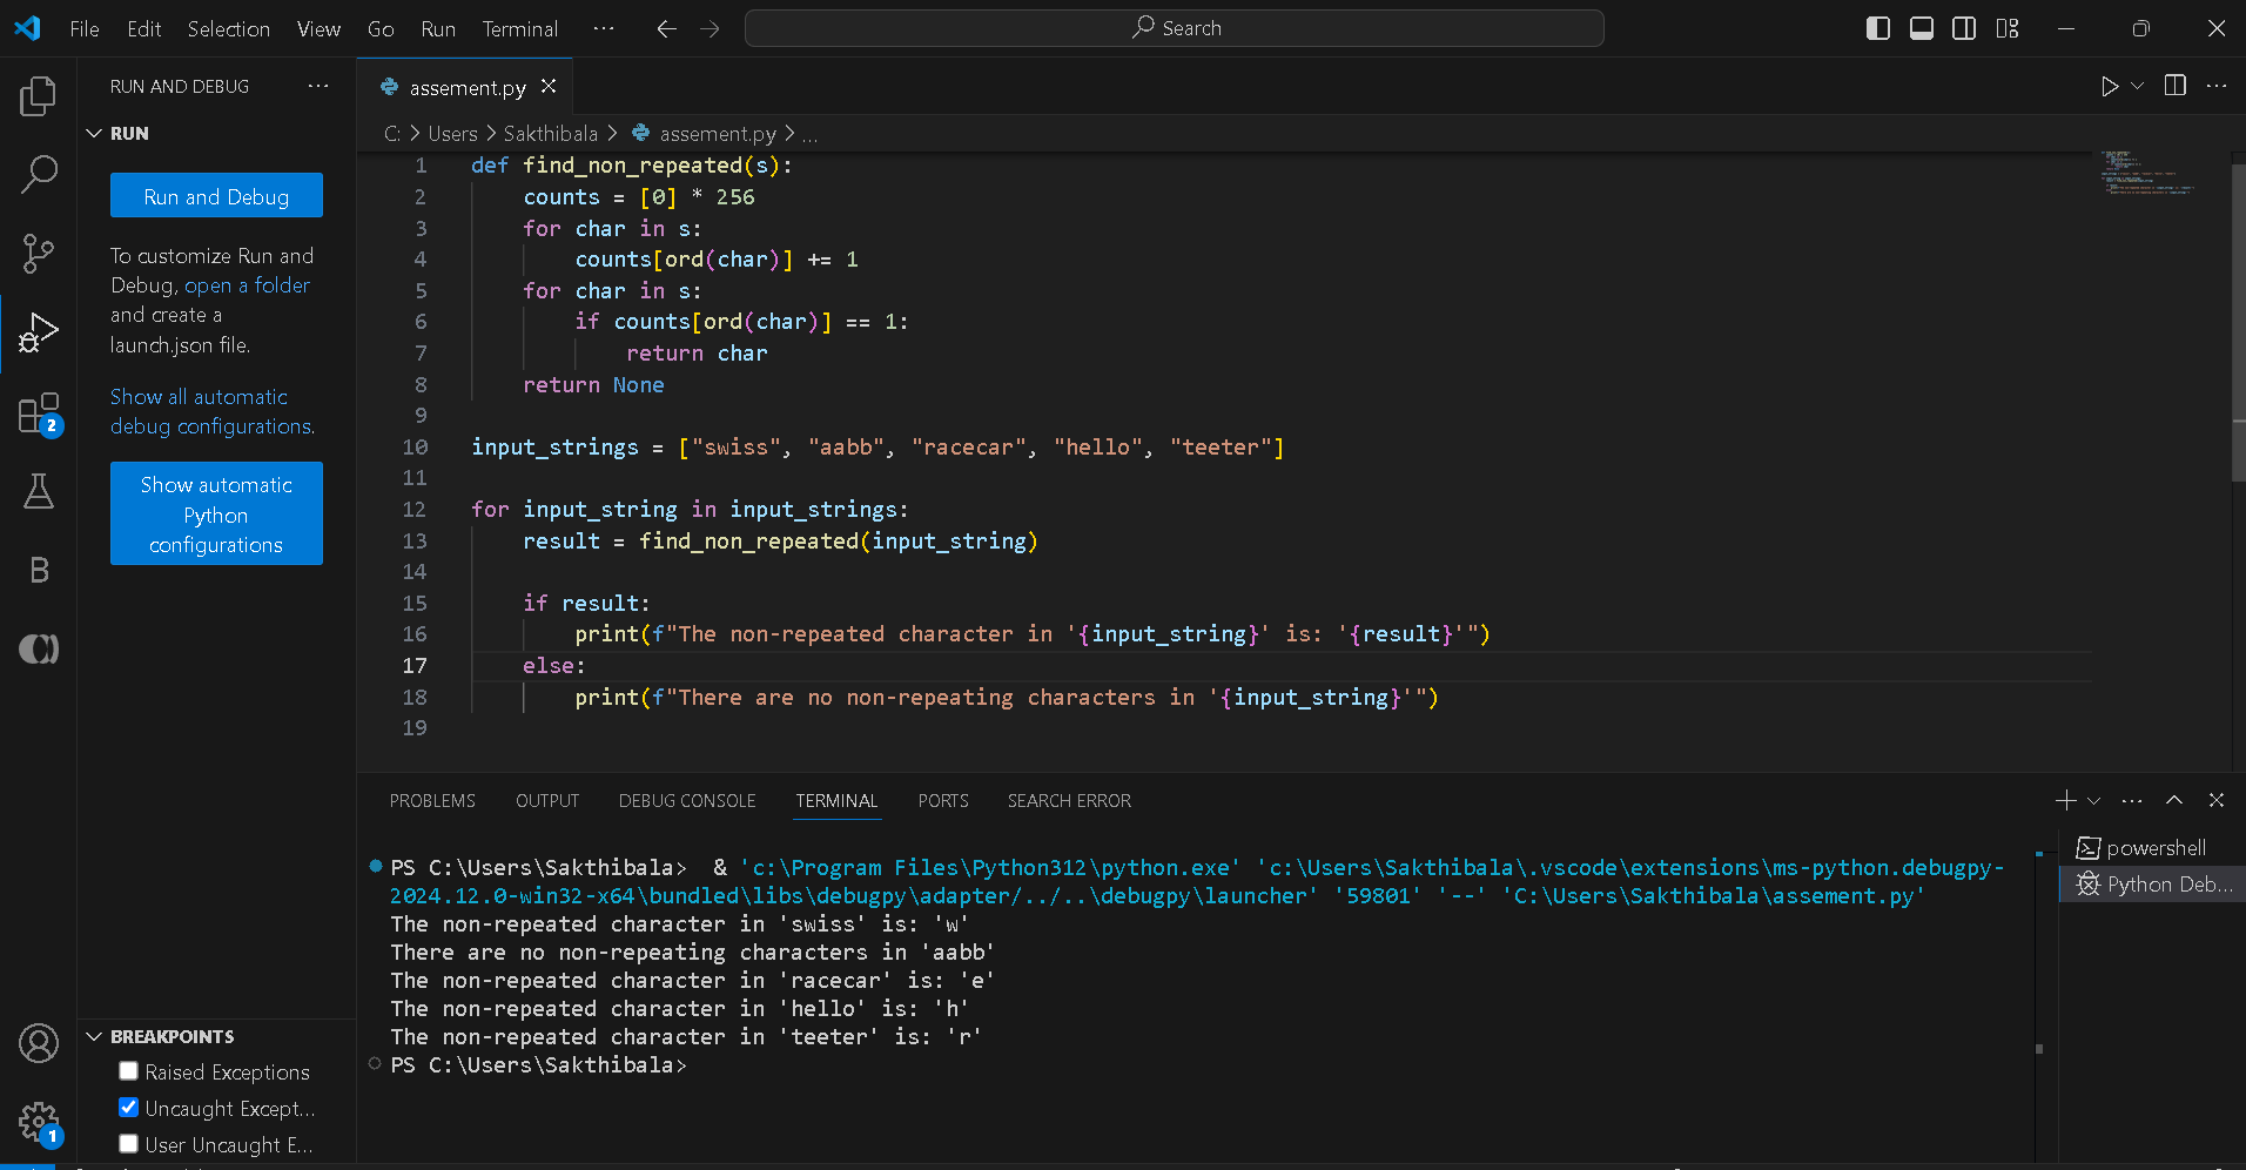 File Edit Selection View Go Run Terminal ··· Search
RUN AND DEBUG ···
RUN
Run and Debug
To customize Run and
Debug, open a folder
and create a
launch.json file.
Show all automatic
debug configurations.
Show automatic
Python
configurations
2
B
1
BREAKPOINTS
Raised Exceptions
Uncaught Except...
User Uncaught E...
assement.py
C: > Users > Sakthibala > assement.py > ...
1 def find_non_repeated(s):
2     counts = [0] * 256
3     for char in s:
4         counts[ord(char)] += 1
5     for char in s:
6         if counts[ord(char)] == 1:
7             return char
8     return None
9
10 input_strings = ["swiss", "aabb", "racecar", "hello", "teeter"]
11
12 for input_string in input_strings:
13     result = find_non_repeated(input_string)
14
15     if result:
16         print(f"The non-repeated character in '{input_string}' is: '{result}'")
17     else:
18         print(f"There are no non-repeating characters in '{input_string}'")
19
PROBLEMS OUTPUT DEBUG CONSOLE TERMINAL PORTS SEARCH ERROR
PS C:\Users\Sakthibala>  & 'c:\Program Files\Python312\python.exe' 'c:\Users\Sakthibala\.vscode\extensions\ms-python.debugpy-
2024.12.0-win32-x64\bundled\libs\debugpy\adapter/../..\debugpy\launcher' '59801' '--' 'C:\Users\Sakthibala\assement.py'
The non-repeated character in 'swiss' is: 'w'
There are no non-repeating characters in 'aabb'
The non-repeated character in 'racecar' is: 'e'
The non-repeated character in 'hello' is: 'h'
The non-repeated character in 'teeter' is: 'r'
PS C:\Users\Sakthibala>
powershell
Python Deb...